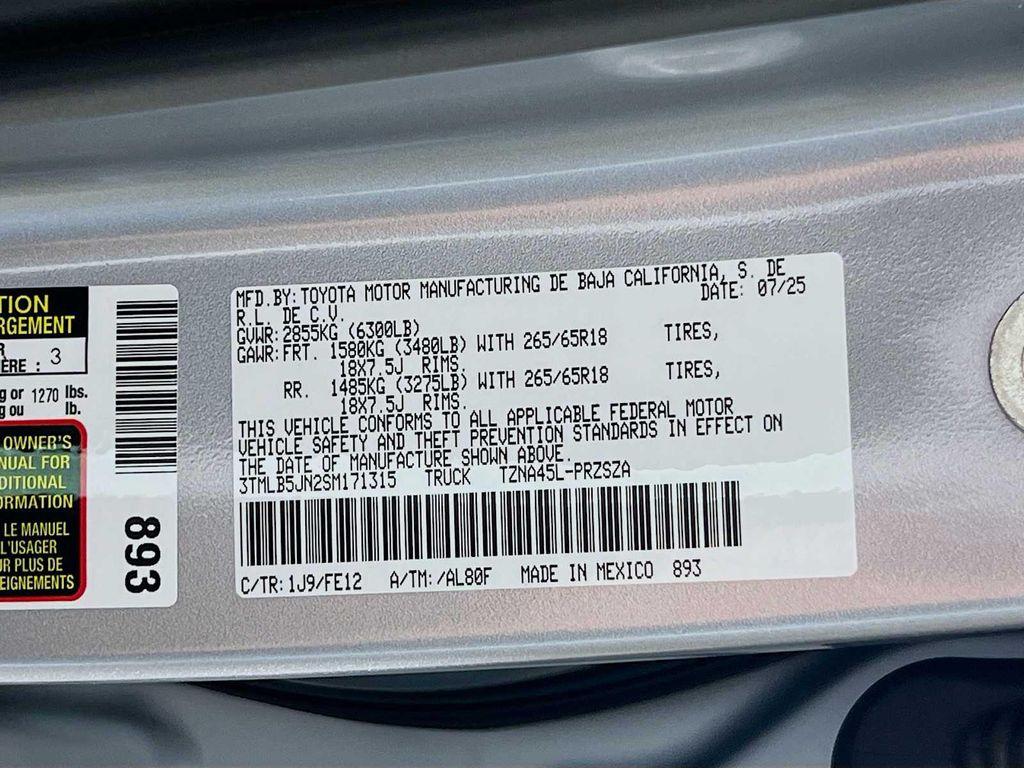 TION
RGEMENT
R
ÈRE : 3
g or 1270 lbs.
g ou lb.
OWNER'S
NUAL FOR
DITIONAL
ORMATION
LE MANUEL
L'USAGER
UR PLUS DE
SEIGNEMENTS
893
MFD.BY: TOYOTA MOTOR MANUFACTURING DE BAJA CALIFORNIA, S. DE
R.L. DE C.V. DATE: 07/25
GVWR: 2855KG (6300LB)
GAWR: FRT. 1580KG (3480LB) WITH 265/65R18 TIRES,
18X7.5J RIMS.
RR. 1485KG (3275LB) WITH 265/65R18 TIRES,
18X7.5J RIMS.
THIS VEHICLE CONFORMS TO ALL APPLICABLE FEDERAL MOTOR
VEHICLE SAFETY AND THEFT PREVENTION STANDARDS IN EFFECT ON
THE DATE OF MANUFACTURE SHOWN ABOVE.
3TMLB5JN2SM171315 TRUCK TZNA45L-PRZSZA
C/TR: 1J9/FE12 A/TM: /AL80F MADE IN MEXICO 893